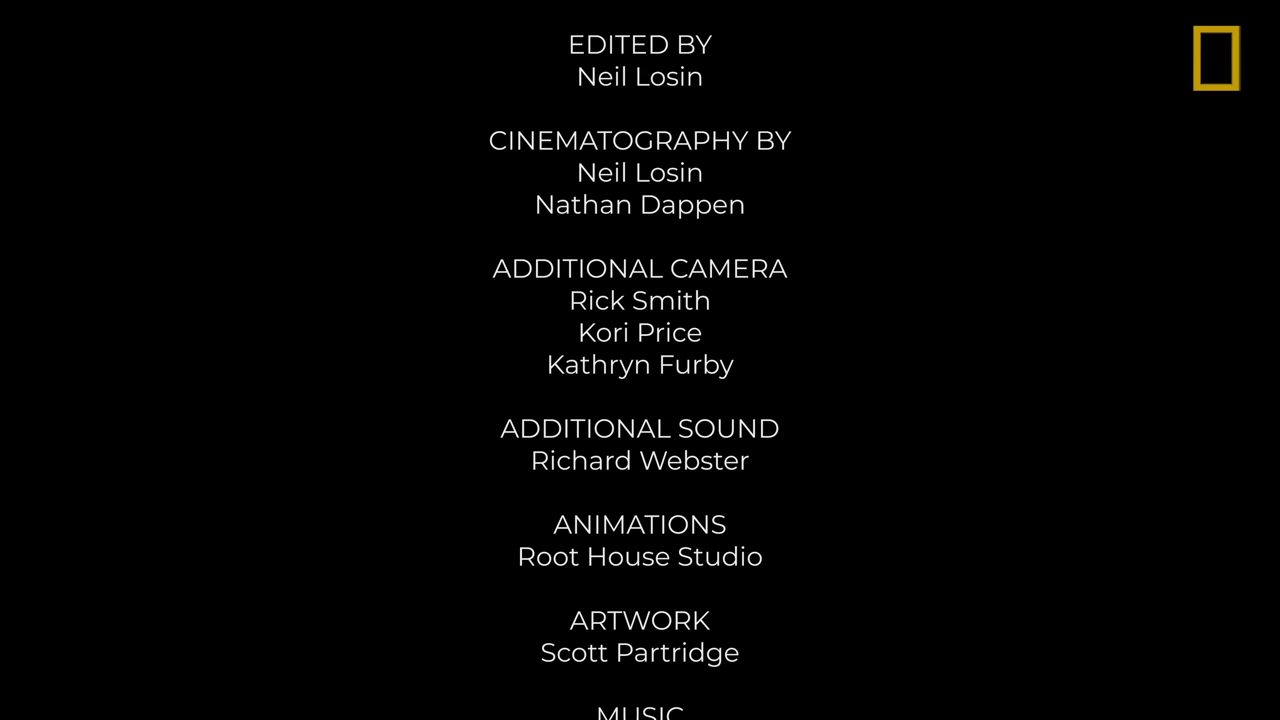 EDITED BY
Neil Losin
CINEMATOGRAPHY BY
Neil Losin
Nathan Dappen
ADDITIONAL CAMERA
Rick Smith
Kori Price
Kathryn Furby
ADDITIONAL SOUND
Richard Webster
ANIMATIONS
Root House Studio
ARTWORK
Scott Partridge
MUSIC